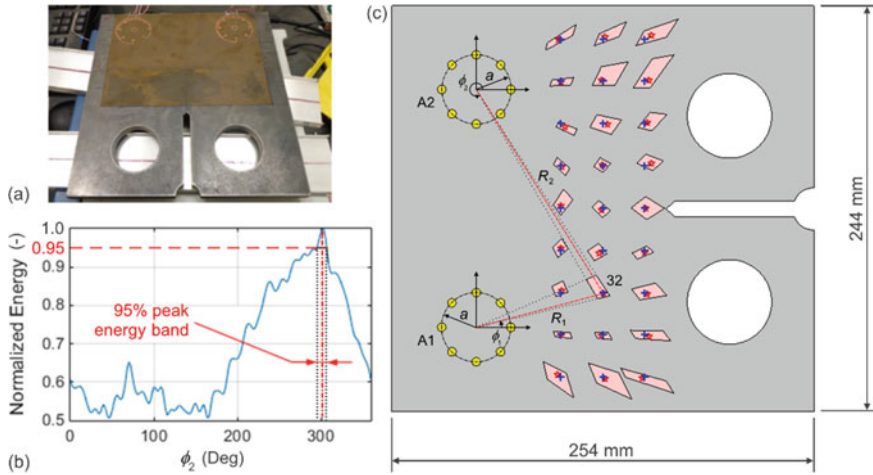 (a)
(b)
Normalized Energy (-)
1.0
0.95
0.9
0.8
0.7
0.6
0.5
95% peak
energy band
0
100
200
300
ϕ2 (Deg)
(c)
A2
ϕ2
a
R2
32
A1
a
R1
ϕ1
244 mm
254 mm